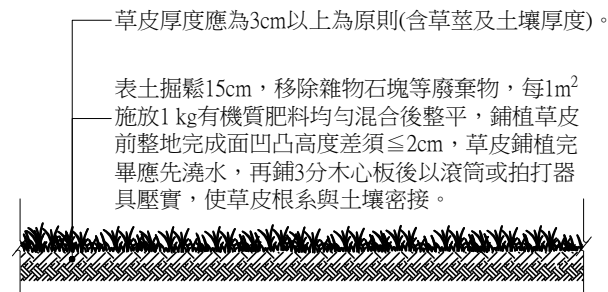 草皮厚度應為3cm以上為原則(含草莖及土壤厚度)。
表土掘鬆15cm，移除雜物石塊等廢棄物，每1m²
施放1 kg有機質肥料均勻混合後整平，鋪植草皮
前整地完成面凹凸高度差須≦2cm，草皮鋪植完
畢應先澆水，再鋪3分木心板後以滾筒或拍打器
具壓實，使草皮根系與土壤密接。